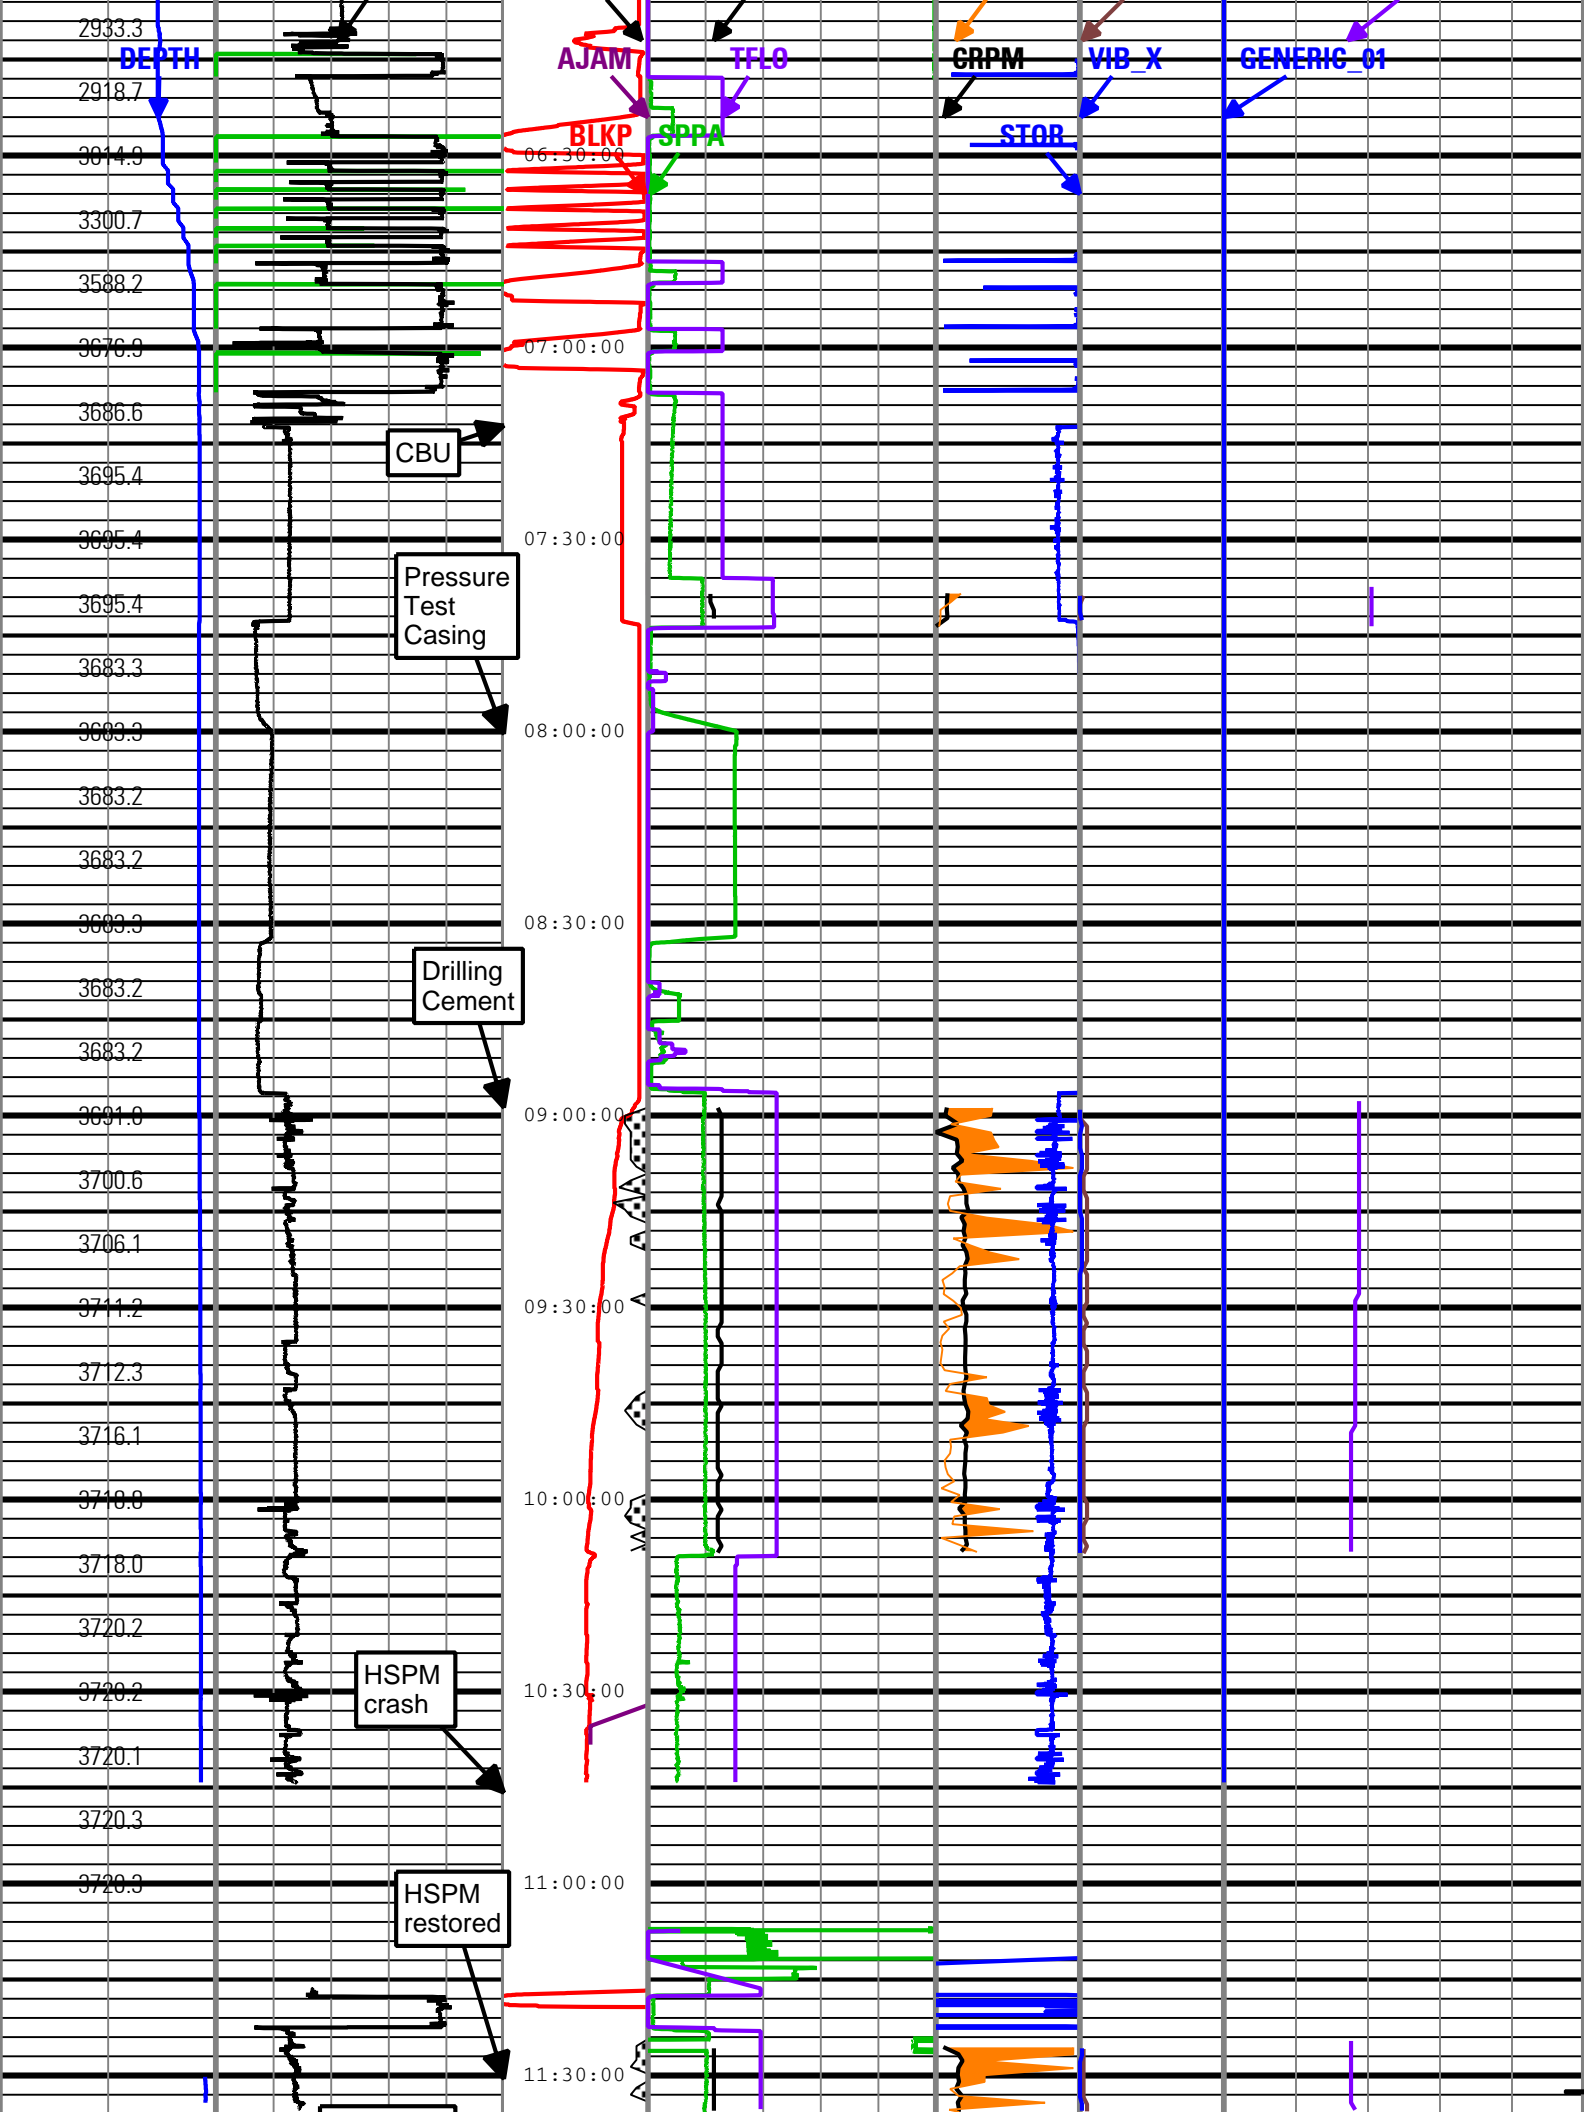 2933.3
DEPTH AJAM TFLO CRPM VIB_X GENERIC_01
2918.7
BLKP SPPA STOR
3014.3 06:30:00
3300.7
3588.2
3676.9 07:00:00
3686.6
CBU
3695.4
3695.4 07:30:00
Pressure
Test
Casing
3695.4
3683.3
3683.3 08:00:00
3683.2
3683.2
3683.3 08:30:00
Drilling
Cement
3683.2
3683.2
3691.8 09:00:00
3700.6
3706.1
3711.2 09:30:00
3712.3
3716.1
3718.8 10:00:00
3718.0
3720.2
HSPM
crash
3720.2 10:30:00
3720.1
3720.3
3720.3 11:00:00
HSPM
restored
11:30:00